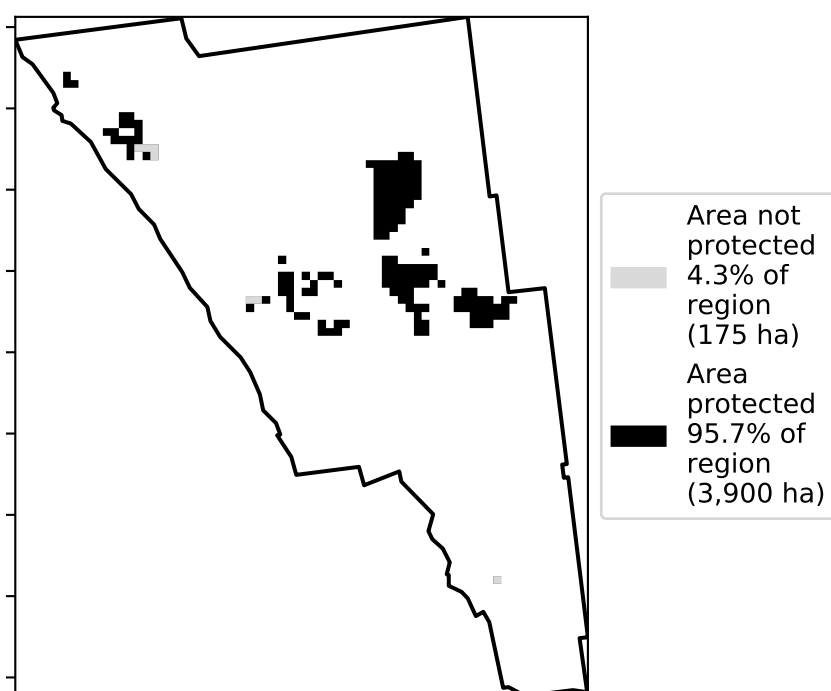 Area not
protected
4.3% of
region
(175 ha)
Area
protected
95.7% of
region
(3,900 ha)